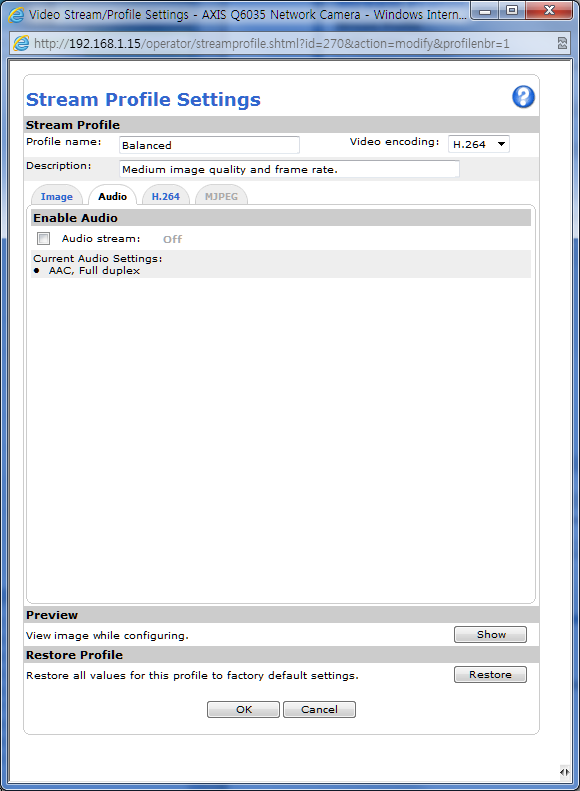 Video Stream/Profile Settings - AXIS Q6035 Network Camera - Windows Intern...
http://192.168.1.15/operator/streamprofile.shtml?id=270&action=modify&profilenbr=1
Stream Profile Settings
Stream Profile
Profile name: Balanced Video encoding: H.264
Description: Medium image quality and frame rate.
Image Audio H.264 MJPEG
Enable Audio
Audio stream: Off
Current Audio Settings:
• AAC, Full duplex
Preview
View image while configuring. Show
Restore Profile
Restore all values for this profile to factory default settings. Restore
OK Cancel